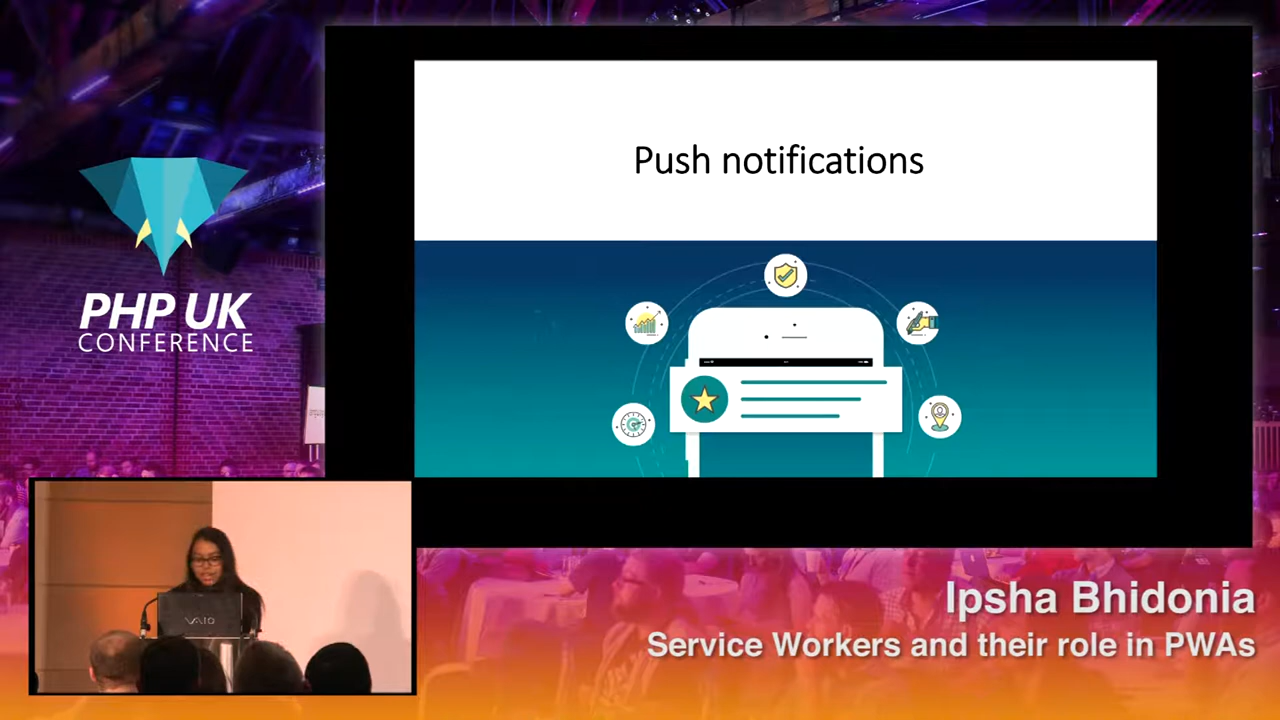 Push notifications
PHP UK
CONFERENCE
VAIO
Ipsha Bhidonia
Service Workers and their role in PWAs